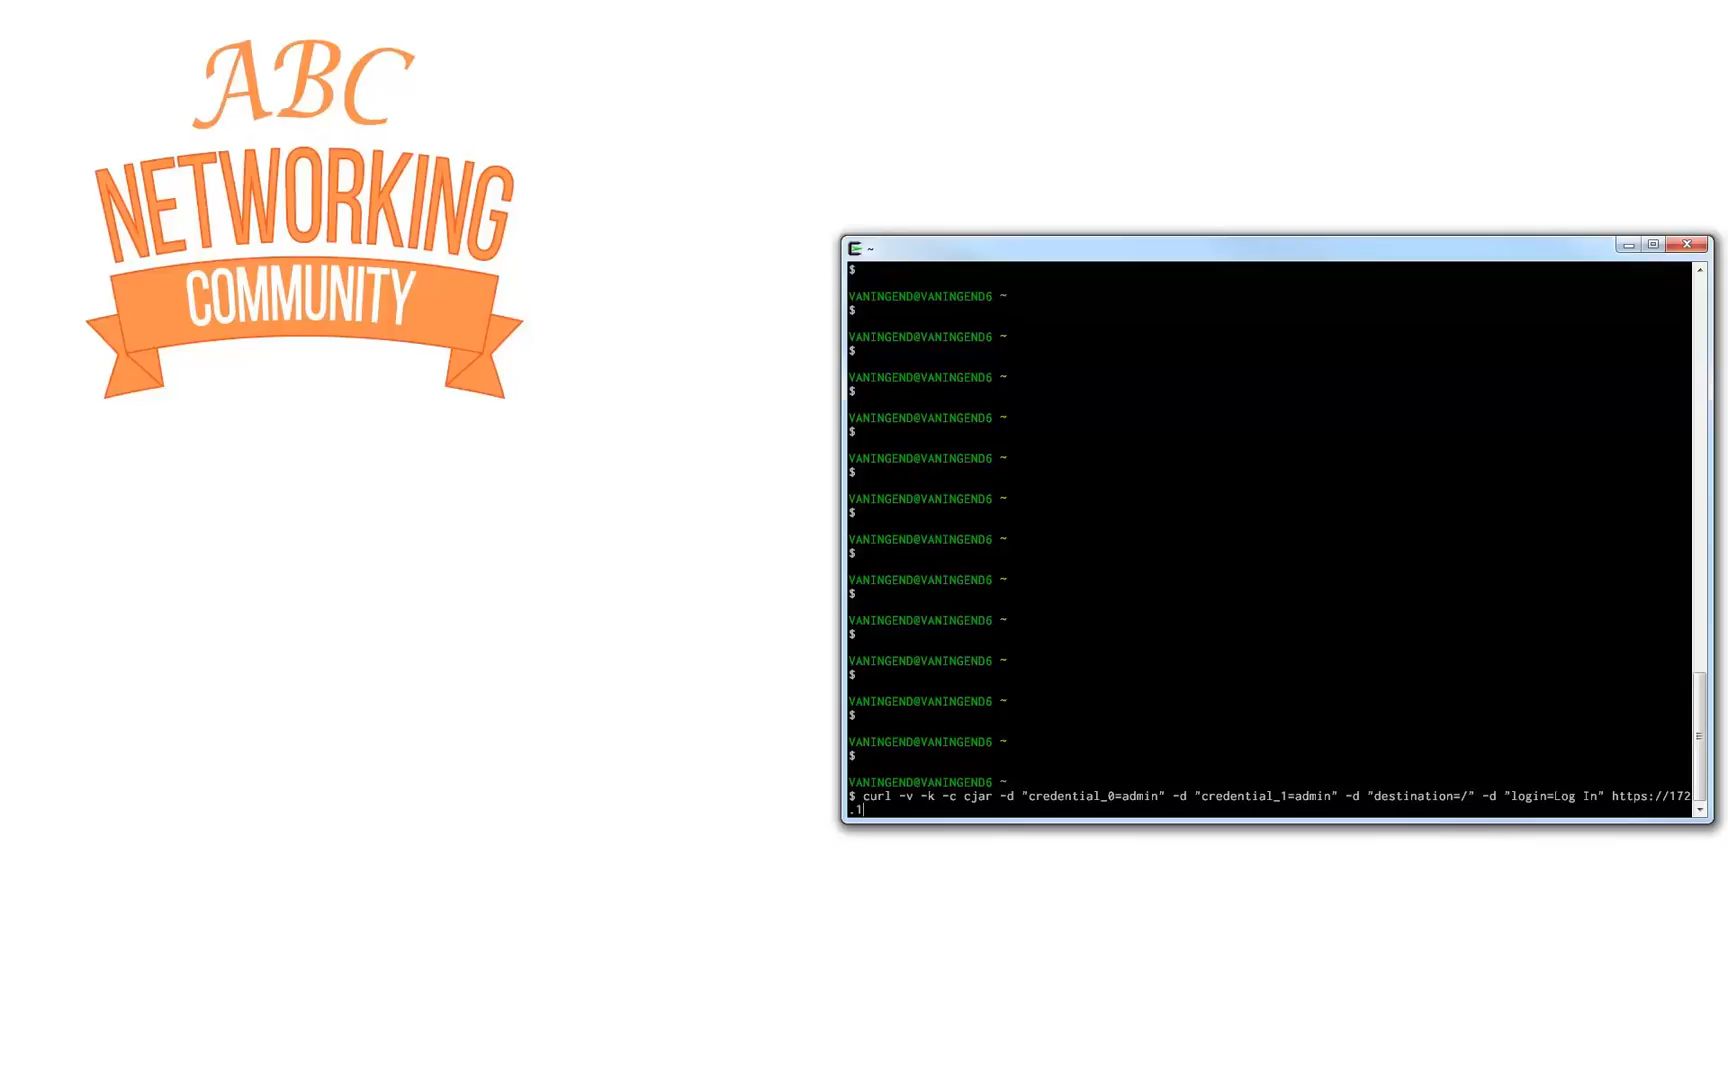 ABC
NETWORKING
COMMUNITY
~
$
VANINGEND@VANINGEND6 ~
$
VANINGEND@VANINGEND6 ~
$
VANINGEND@VANINGEND6 ~
$
VANINGEND@VANINGEND6 ~
$
VANINGEND@VANINGEND6 ~
$
VANINGEND@VANINGEND6 ~
$
VANINGEND@VANINGEND6 ~
$
VANINGEND@VANINGEND6 ~
$
VANINGEND@VANINGEND6 ~
$
VANINGEND@VANINGEND6 ~
$
VANINGEND@VANINGEND6 ~
$
VANINGEND@VANINGEND6 ~
$
VANINGEND@VANINGEND6 ~
$ curl -v -k -c cjar -d "credential_0=admin" -d "credential_1=admin" -d "destination=/" -d "login=Log In" https://172
.1